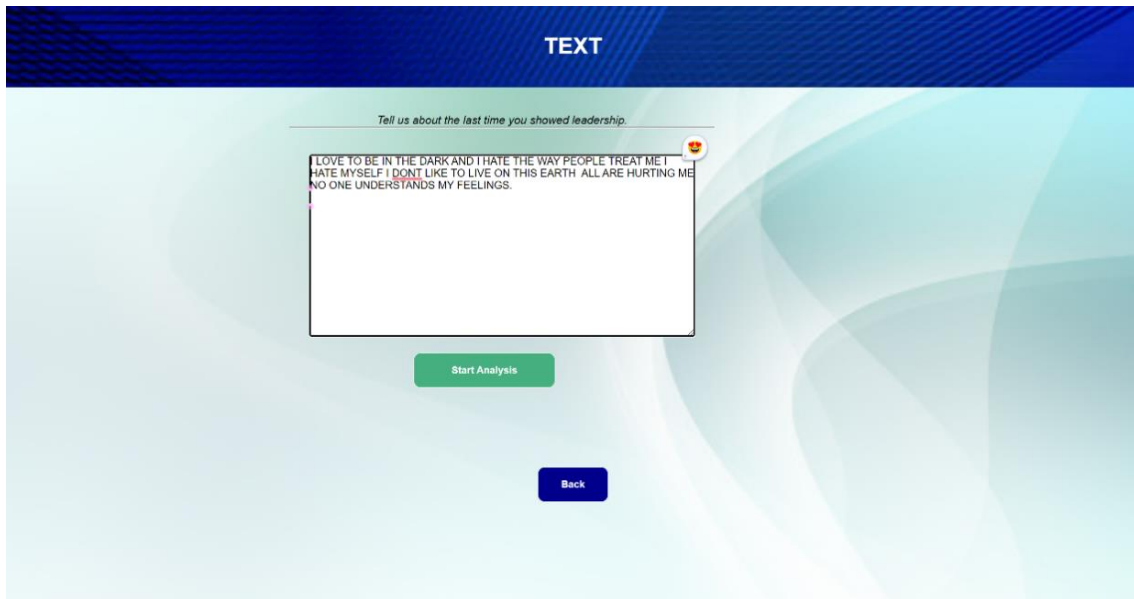 TEXT
Tell us about the last time you showed leadership.
I LOVE TO BE IN THE DARK AND I HATE THE WAY PEOPLE TREAT ME I
HATE MYSELF I DONT LIKE TO LIVE ON THIS EARTH  ALL ARE HURTING ME
NO ONE UNDERSTANDS MY FEELINGS.
Start Analysis
Back